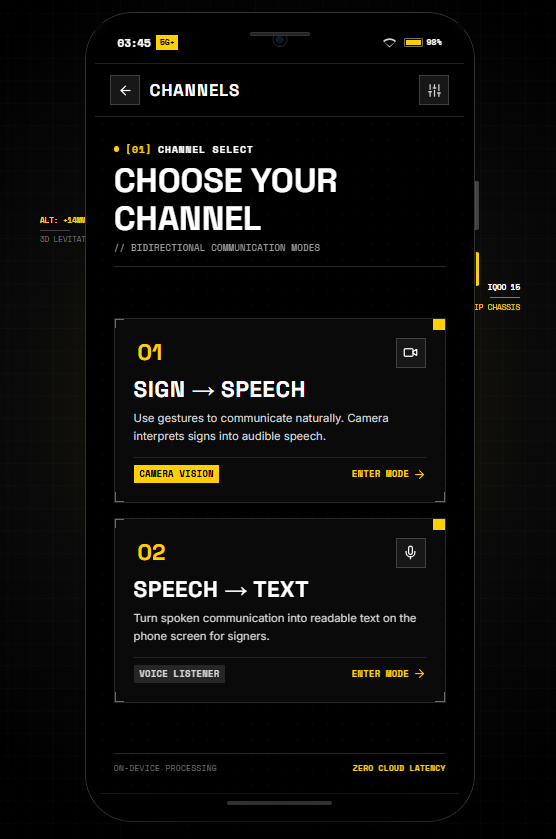 03:45 5G+ 98%
CHANNELS
[01] CHANNEL SELECT
CHOOSE YOUR
CHANNEL
// BIDIRECTIONAL COMMUNICATION MODES
ALT: +14MM
3D LEVITAT
IQOO 15
IP CHASSIS
01
SIGN → SPEECH
Use gestures to communicate naturally. Camera
interprets signs into audible speech.
CAMERA VISION
ENTER MODE →
02
SPEECH → TEXT
Turn spoken communication into readable text on the
phone screen for signers.
VOICE LISTENER
ENTER MODE →
ON-DEVICE PROCESSING
ZERO CLOUD LATENCY